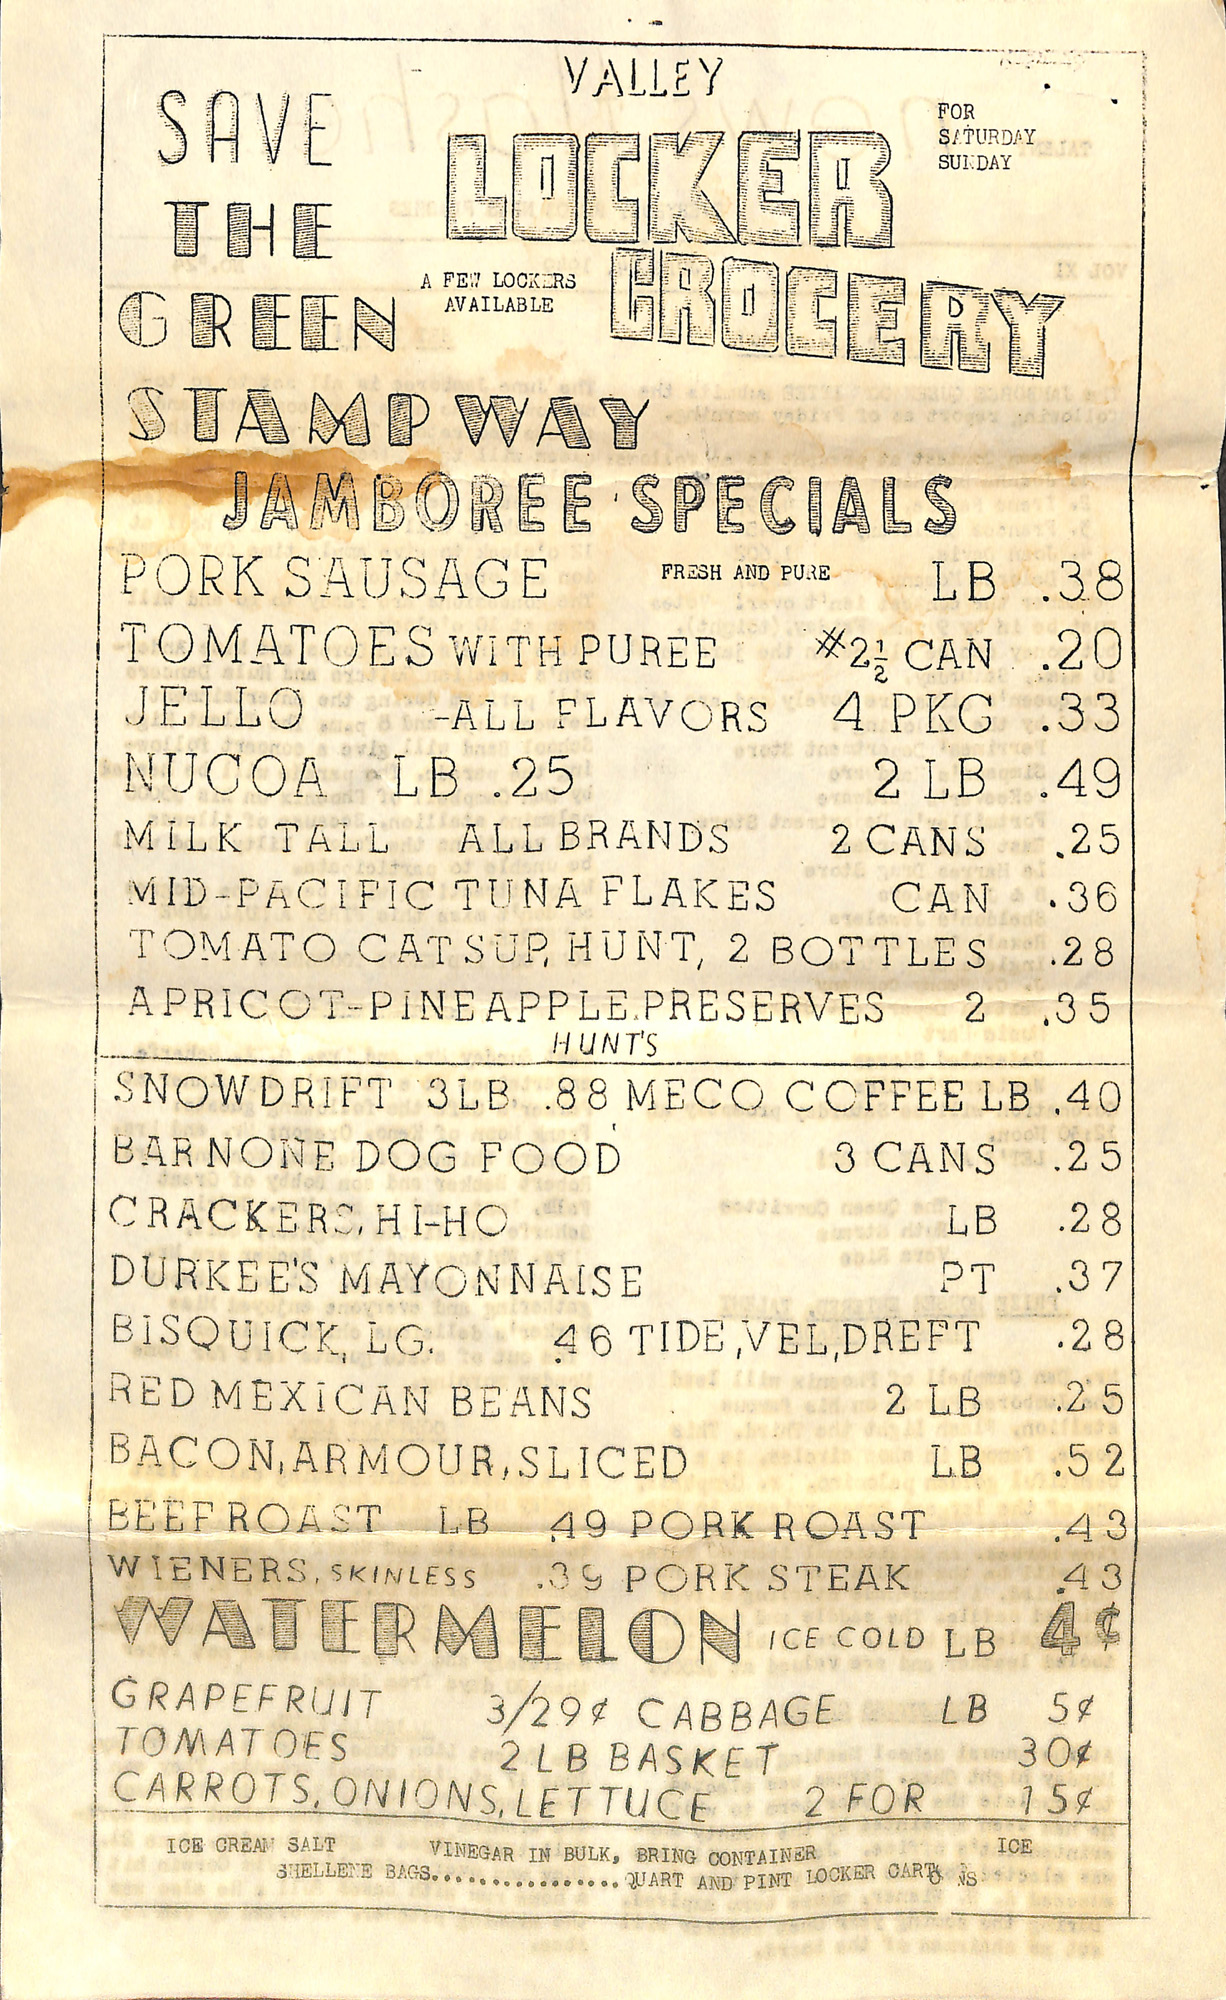 VALLEY
LOCKER
GROCERY
FOR
SATURDAY
SUNDAY
SAVE
THE
GREEN
STAMP WAY
A FEW LOCKERS
AVAILABLE
JAMBOREE SPECIALS
PORK SAUSAGE FRESH AND PURE LB .38
TOMATOES WITH PUREE #2½ CAN .20
JELLO -ALL FLAVORS 4 PKG .33
NUCOA LB .25 2 LB .49
MILK TALL ALL BRANDS 2 CANS .25
MID-PACIFIC TUNA FLAKES CAN .36
TOMATO CATSUP, HUNT, 2 BOTTLES .28
APRICOT-PINEAPPLE PRESERVES 2 .35
HUNT'S
SNOWDRIFT 3LB .88 MECO COFFEE LB .40
BARNONE DOG FOOD 3 CANS .25
CRACKERS, HI-HO LB .28
DURKEE'S MAYONNAISE PT .37
BISQUICK, LG. .46 TIDE, VEL, DREFT .28
RED MEXICAN BEANS 2 LB .25
BACON, ARMOUR, SLICED LB .52
BEEF ROAST LB .49 PORK ROAST .43
WIENERS, SKINLESS .39 PORK STEAK .43
WATERMELON ICE COLD LB 4¢
GRAPEFRUIT 3/29¢ CABBAGE LB 5¢
TOMATOES 2 LB BASKET 30¢
CARROTS, ONIONS, LETTUCE 2 FOR 15¢
ICE CREAM SALT VINEGAR IN BULK, BRING CONTAINER ICE
SHELLENE BAGS................QUART AND PINT LOCKER CARTONS